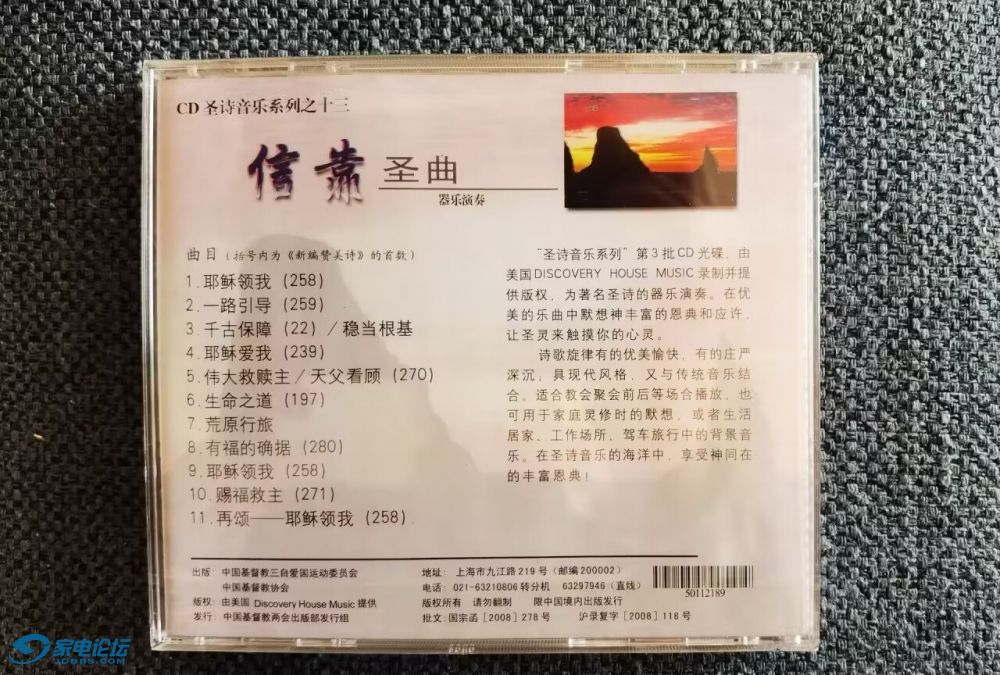 CD 圣诗音乐系列之十三
信靠 圣曲
器乐演奏
曲目（括号内为《新编赞美诗》的首数）
1.耶稣领我（258）
2.一路引导（259）
3.千古保障（22）/稳当根基
4.耶稣爱我（239）
5.伟大救赎主/天父看顾（270）
6.生命之道（197）
7.荒原行旅
8.有福的确据（280）
9.耶稣领我（258）
10.赐福救主（271）
11.再颂——耶稣领我（258）
“圣诗音乐系列”第3批CD光碟，由
美国DISCOVERY HOUSE MUSIC录制并提
供版权，为著名圣诗的器乐演奏。在优
美的乐曲中默想神丰富的恩典和应许，
让圣灵来触摸你的心灵。
诗歌旋律有的优美愉快，有的庄严
深沉；具现代风格，又与传统音乐结
合。适合教会聚会前后等场合播放，也
可用于家庭灵修时的默想，或者生活
居家、工作场所，驾车旅行中的背景音
乐。在圣诗音乐的海洋中，享受神同在
的丰富恩典！
出版：中国基督教三自爱国运动委员会
中国基督教协会
版权：由美国 Discovery House Music 提供
发行：中国基督教两会出版部发行组
地址：上海市九江路219号（邮编200002）
电话：021-63210806转分机 63297946（直线）
版权所有 请勿翻制 限中国境内出版发行
批文：国宗函［2008］278号 沪录复字［2008］118号
50112189
家电论坛
JDBBS.COM